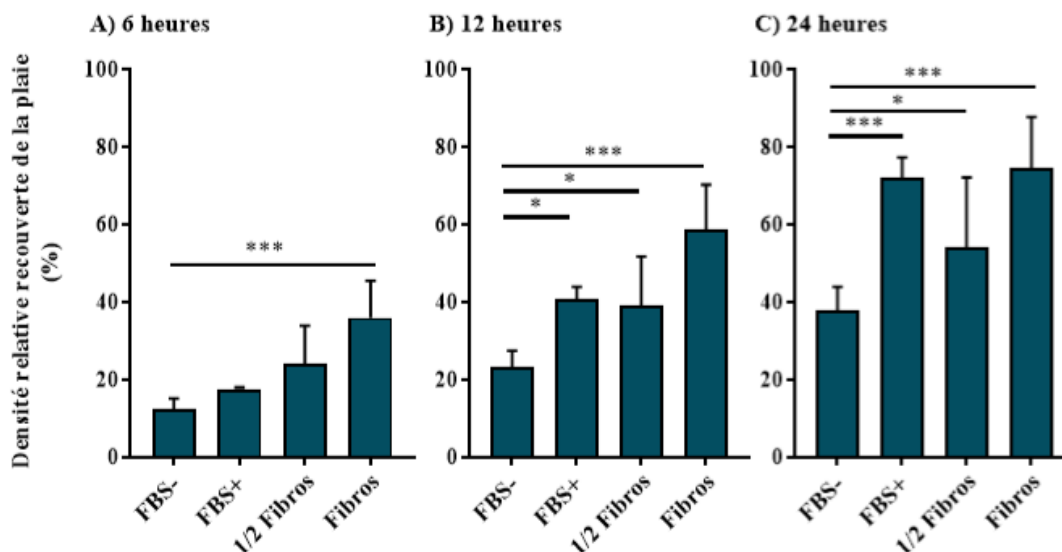 A) 6 heures
B) 12 heures
C) 24 heures
Densité relative recouverte de la plaie
(%)
100
80
60
40
20
0
***
FBS-
FBS+
1/2 Fibros
Fibros
100
80
60
40
20
0
***
*
*
FBS-
FBS+
1/2 Fibros
Fibros
100
80
60
40
20
0
***
*
***
FBS-
FBS+
1/2 Fibros
Fibros